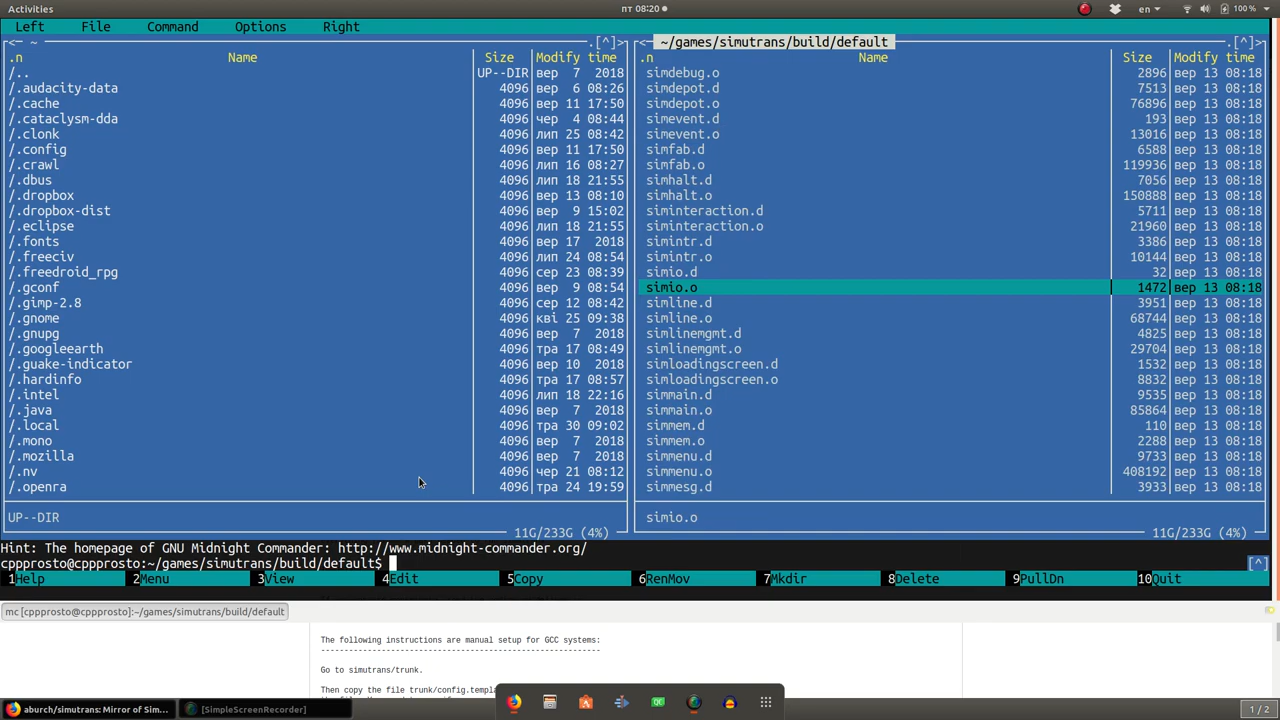 Activities пт 08:20 en 100 %
Left File Command Options Right
<─ ~ .[^]>
.n Name Size Modify time
/.. UP--DIR вер 7 2018
/.audacity-data 4096 вер 6 08:26
/.cache 4096 вер 11 17:50
/.cataclysm-dda 4096 чер 4 08:44
/.clonk 4096 лип 25 08:42
/.config 4096 вер 11 17:50
/.crawl 4096 лип 16 08:27
/.dbus 4096 лип 18 21:55
/.dropbox 4096 вер 13 08:10
/.dropbox-dist 4096 вер 9 15:02
/.eclipse 4096 лип 18 21:55
/.fonts 4096 вер 17 2018
/.freeciv 4096 лип 24 08:54
/.freedroid_rpg 4096 сер 23 08:39
/.gconf 4096 вер 9 08:54
/.gimp-2.8 4096 сер 12 08:42
/.gnome 4096 кві 25 09:38
/.gnupg 4096 вер 7 2018
/.googleearth 4096 тра 17 08:49
/.guake-indicator 4096 вер 10 2018
/.hardinfo 4096 тра 17 08:57
/.intel 4096 лип 18 22:16
/.java 4096 вер 7 2018
/.local 4096 тра 30 09:02
/.mono 4096 вер 7 2018
/.mozilla 4096 вер 7 2018
/.nv 4096 чер 21 08:12
/.openra 4096 тра 24 19:59
UP--DIR
11G/233G (4%)
<─ ~/games/simutrans/build/default .[^]>
.n Name Size Modify time
simdebug.o 2896 вер 13 08:18
simdepot.d 7513 вер 13 08:18
simdepot.o 76896 вер 13 08:18
simevent.d 193 вер 13 08:18
simevent.o 13016 вер 13 08:18
simfab.d 6588 вер 13 08:18
simfab.o 119936 вер 13 08:18
simhalt.d 7056 вер 13 08:18
simhalt.o 150888 вер 13 08:18
siminteraction.d 5711 вер 13 08:18
siminteraction.o 21960 вер 13 08:18
simintr.d 3386 вер 13 08:18
simintr.o 10144 вер 13 08:18
simio.d 32 вер 13 08:18
simio.o 1472 вер 13 08:18
simline.d 3951 вер 13 08:18
simline.o 68744 вер 13 08:18
simlinemgmt.d 4825 вер 13 08:18
simlinemgmt.o 29704 вер 13 08:18
simloadingscreen.d 1532 вер 13 08:18
simloadingscreen.o 8832 вер 13 08:18
simmain.d 9535 вер 13 08:18
simmain.o 85864 вер 13 08:18
simmem.d 110 вер 13 08:18
simmem.o 2288 вер 13 08:18
simmenu.d 9733 вер 13 08:18
simmenu.o 408192 вер 13 08:18
simmesg.d 3933 вер 13 08:18
simio.o
11G/233G (4%)
Hint: The homepage of GNU Midnight Commander: http://www.midnight-commander.org/
cppprosto@cppprosto:~/games/simutrans/build/default$ [^]
1Help 2Menu 3View 4Edit 5Copy 6RenMov 7Mkdir 8Delete 9PullDn 10Quit
mc [cppprosto@cppprosto]:~/games/simutrans/build/default
The following instructions are manual setup for GCC systems:
--------------------------------------------------------
Go to simutrans/trunk.
Then copy the file trunk/config.templa
aburch/simutrans: Mirror of Sim... [SimpleScreenRecorder] 1 / 2